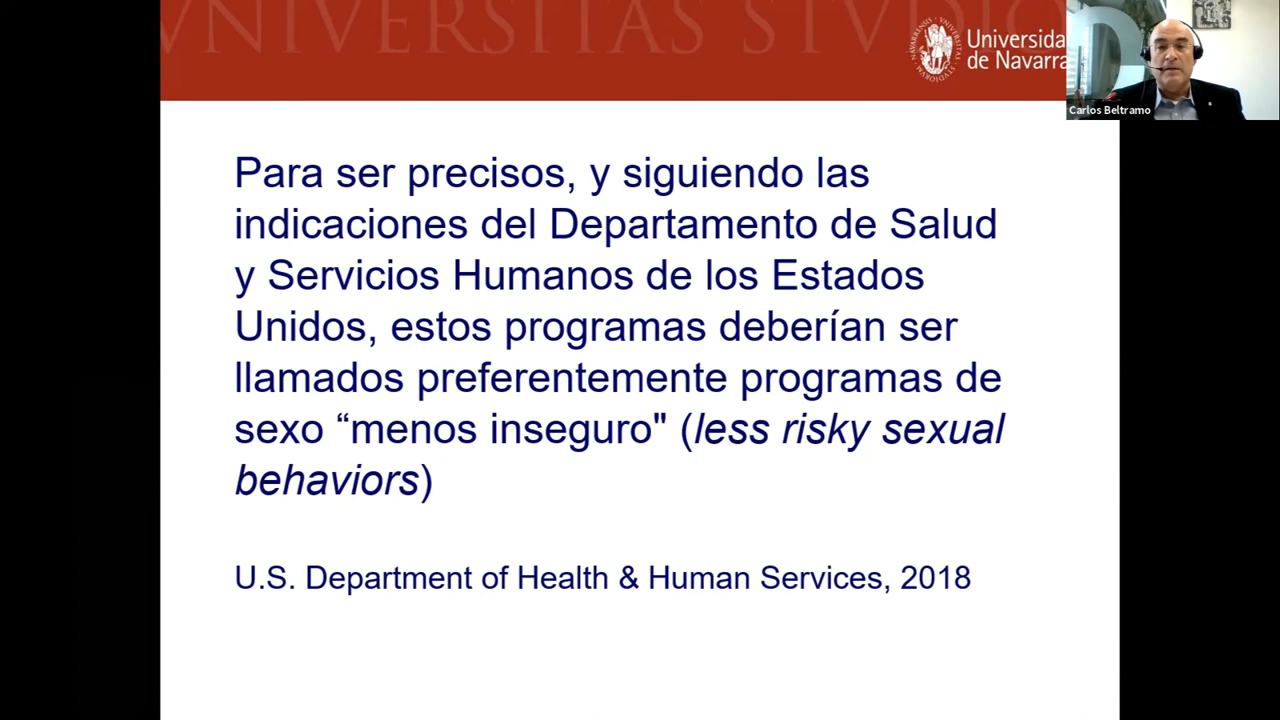 VNIVERSITAS STVDIO
Universida
de Navarra
Carlos Beltramo
Para ser precisos, y siguiendo las
indicaciones del Departamento de Salud
y Servicios Humanos de los Estados
Unidos, estos programas deberían ser
llamados preferentemente programas de
sexo “menos inseguro" (less risky sexual
behaviors)
U.S. Department of Health & Human Services, 2018